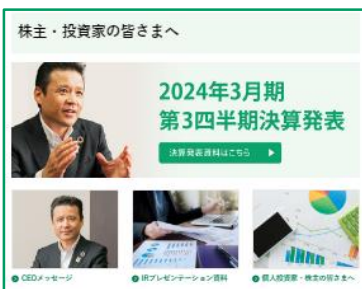 株主・投資家の皆さまへ
2024年3月期
第3四半期決算発表
決算発表資料はこちら
CEOメッセージ
IRプレゼンテーション資料
個人投資家・株主の皆さまへ